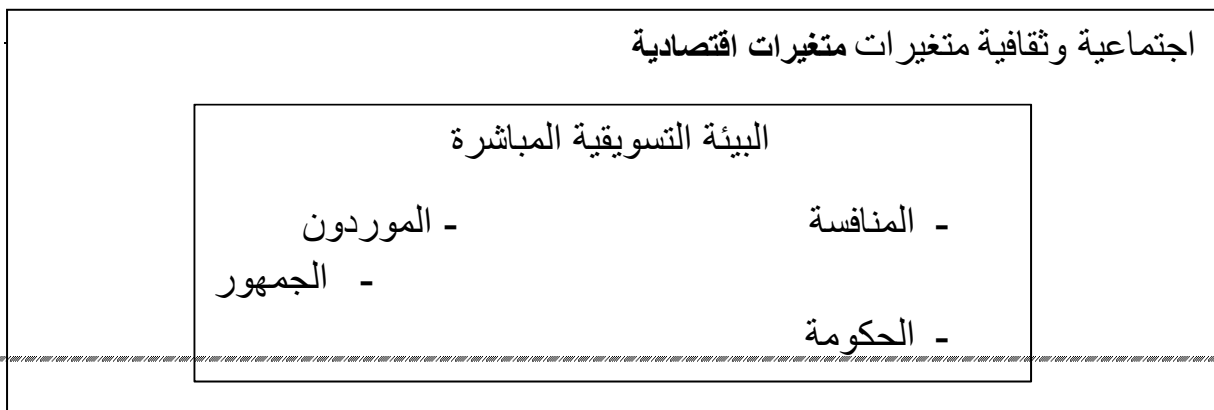 اجتماعية وثقافية متغيرات متغيرات اقتصادية
البيئة التسويقية المباشرة
- المنافسة - الموردون
- الجمهور
- الحكومة